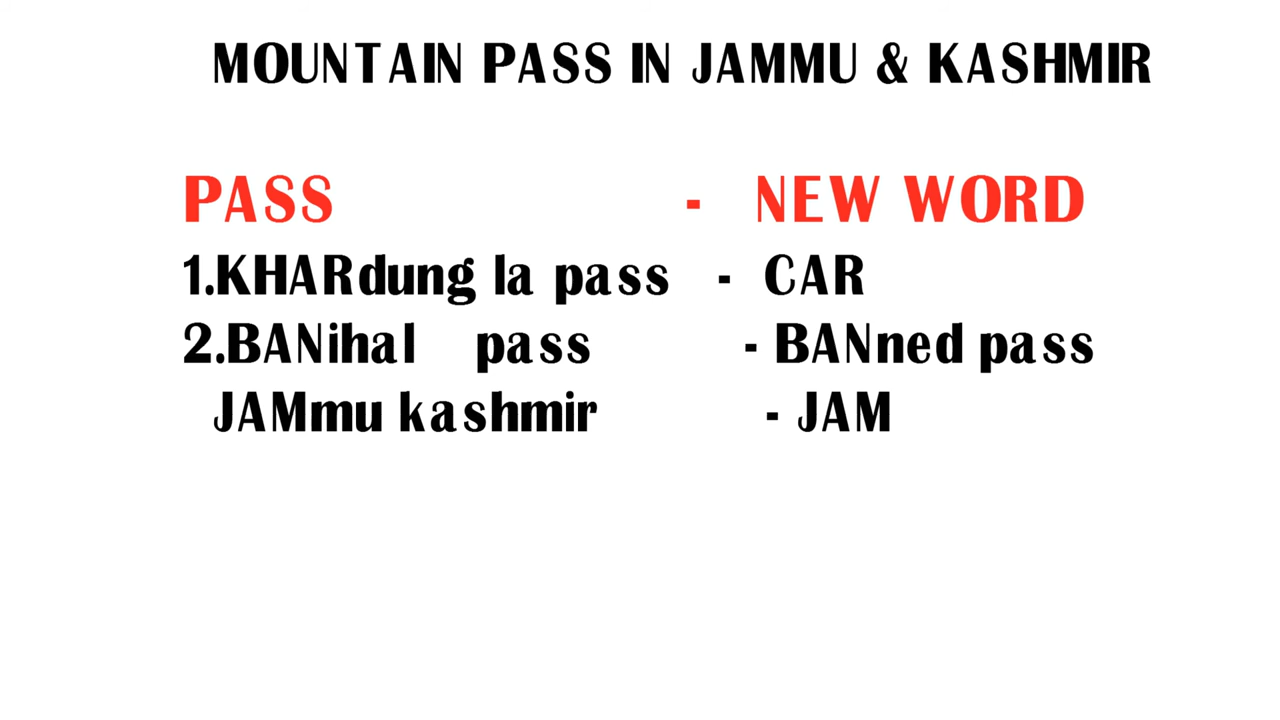 MOUNTAIN PASS IN JAMMU & KASHMIR
PASS - NEW WORD
1.KHARdung la pass - CAR
2.BANihal pass - BANned pass
JAMmu kashmir - JAM